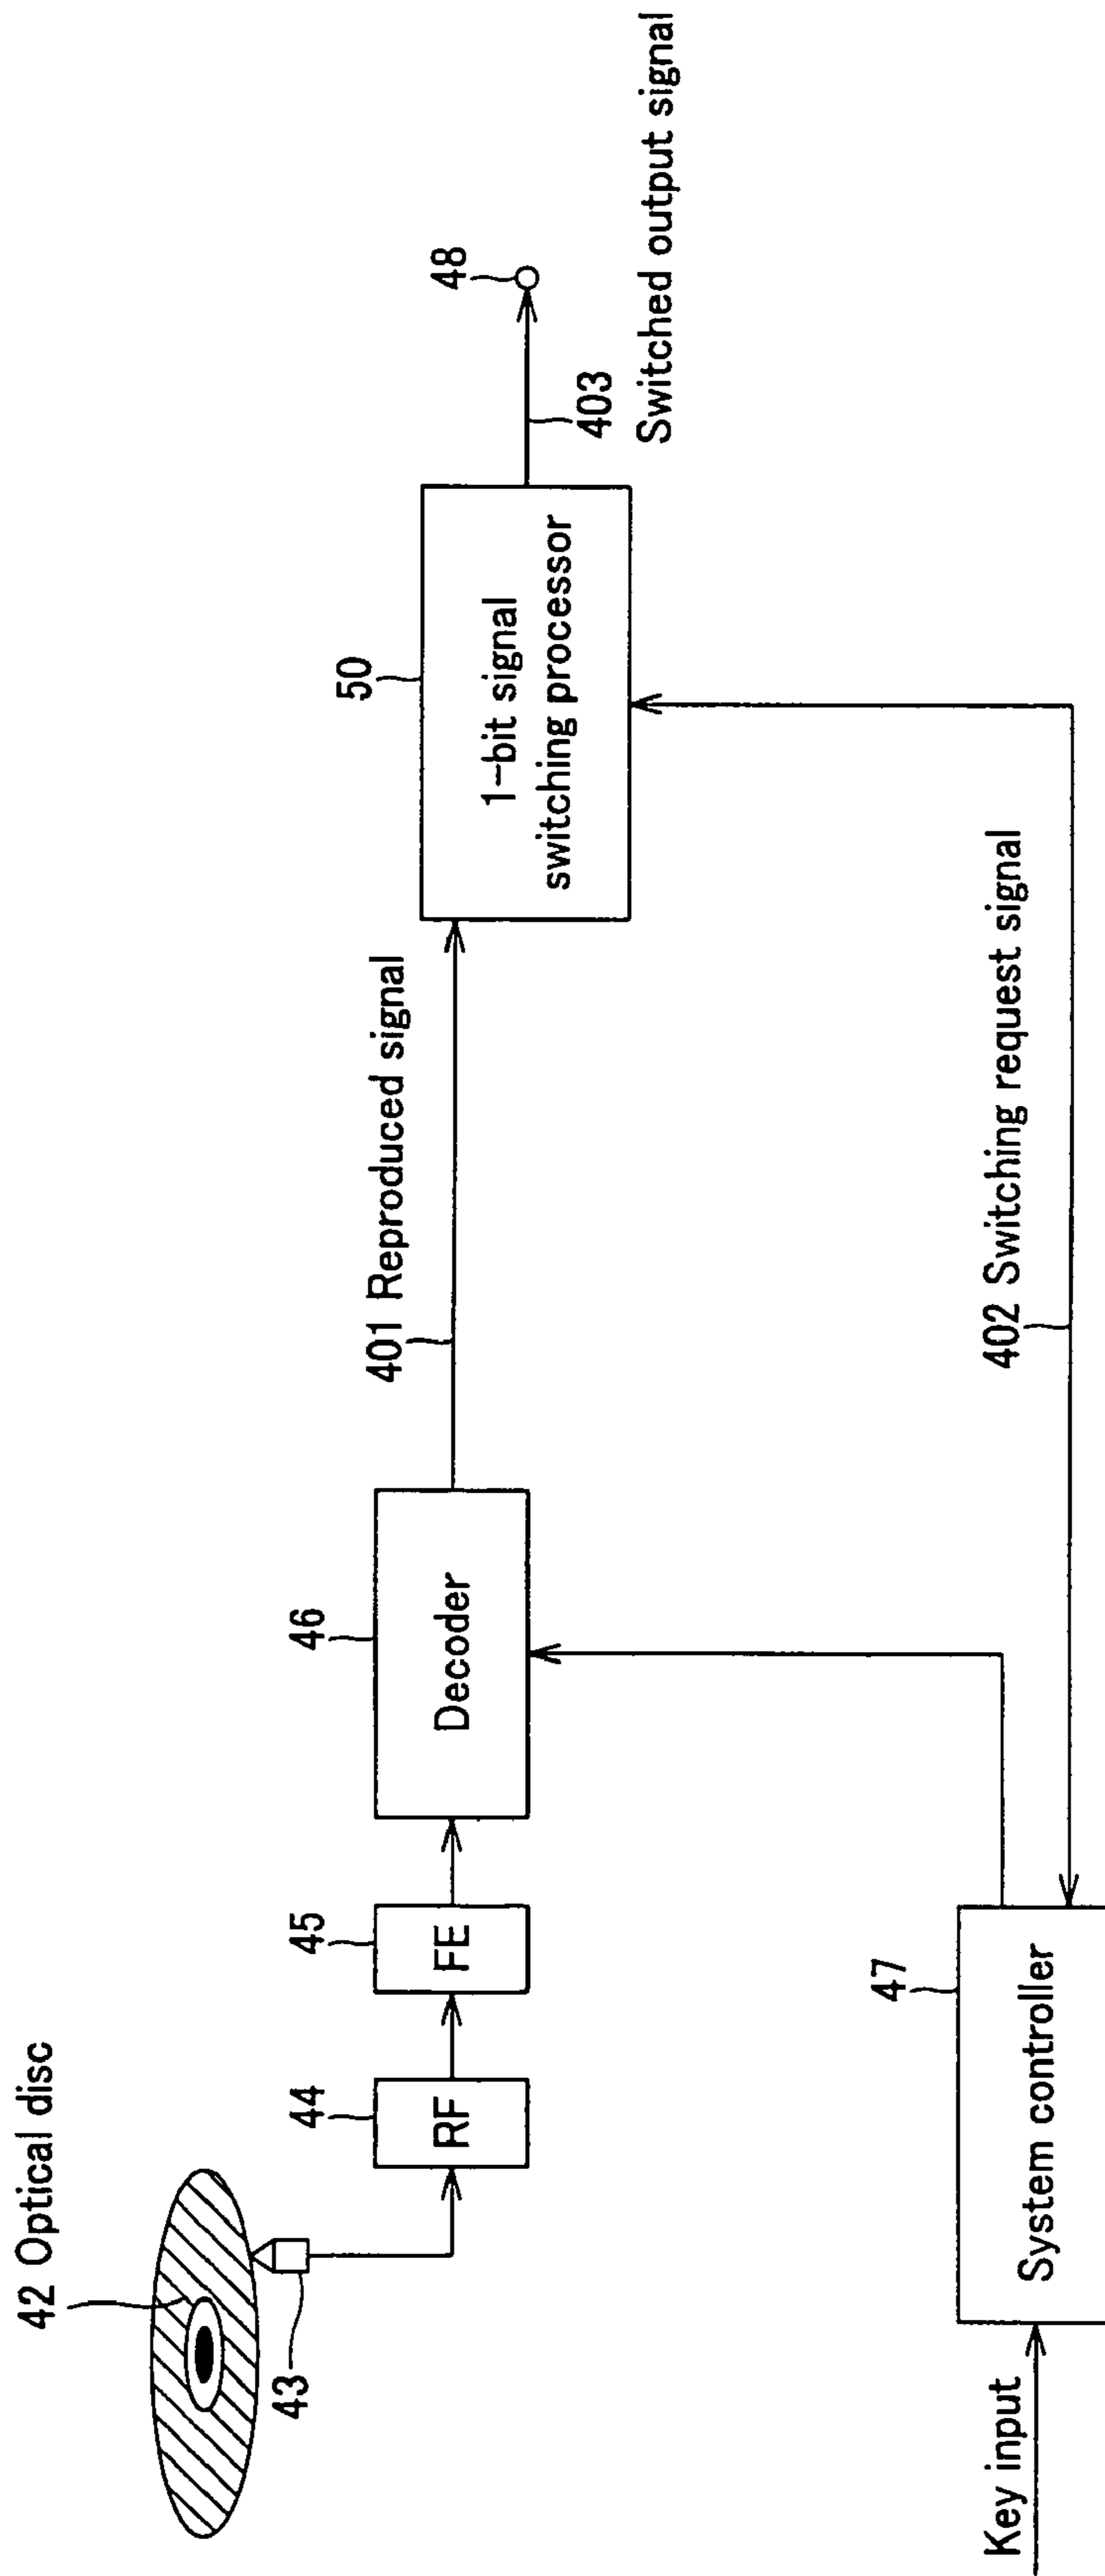 42 Optical disc
43
44
RF
45
FE
46
Decoder
401 Reproduced signal
50
1-bit signal
switching processor
48
403
Switched output signal
402 Switching request signal
47
System controller
Key input